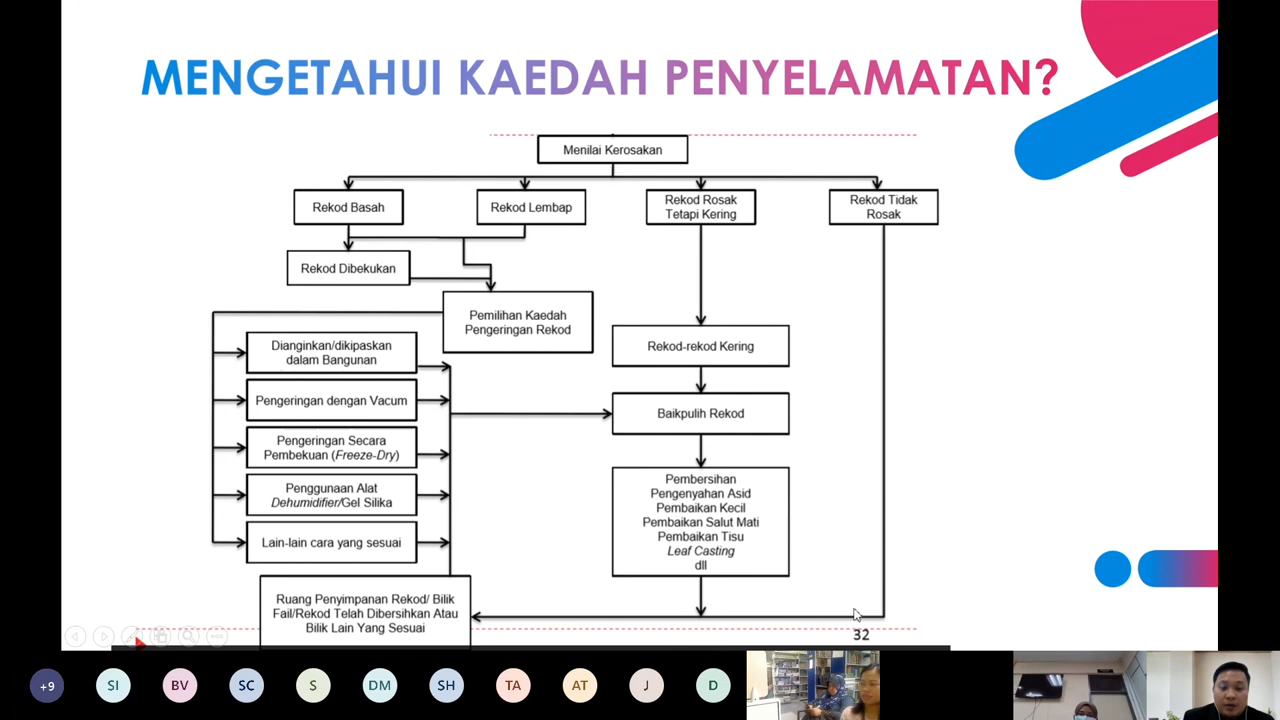 MENGETAHUI KAEDAH PENYELAMATAN?
Menilai Kerosakan
Rekod Basah
Rekod Lembap
Rekod Rosak
Tetapi Kering
Rekod Tidak
Rosak
Rekod Dibekukan
Pemilihan Kaedah
Pengeringan Rekod
Dianginkan/dikipaskan
dalam Bangunan
Pengeringan dengan Vacum
Pengeringan Secara
Pembekuan (Freeze-Dry)
Penggunaan Alat
Dehumidifier/Gel Silika
Lain-lain cara yang sesuai
Rekod-rekod Kering
Baikpulih Rekod
Pembersihan
Pengenyahan Asid
Pembaikan Kecil
Pembaikan Salut Mati
Pembaikan Tisu
Leaf Casting
dll
Ruang Penyimpanan Rekod/ Bilik
Fail/Rekod Telah Dibersihkan Atau
Bilik Lain Yang Sesuai
32
+9
SI
BV
SC
S
DM
SH
TA
AT
J
D